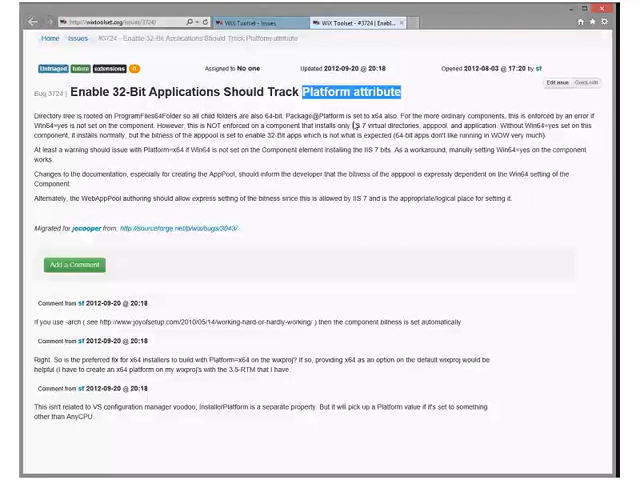 http://wixtoolset.org/issues/3724/
WiX Toolset - Issues
WiX Toolset - #3724 | Enabl...
Home Issues #3724 - Enable 32-Bit Applications Should Track Platform attribute
Untriaged future extensions 0 Assigned to No one Updated 2012-09-20 @ 20:18 Opened 2012-08-03 @ 17:20 by sf
Bug 3724 | Enable 32-Bit Applications Should Track Platform attribute
Edit issue Quick edit
Directory tree is rooted on ProgramFiles64Folder so all child folders are also 64-bit. Package@Platform is set to x64 also. For the more ordinary components, this is enforced by an error if
Win64=yes is not set on the component. However, this is NOT enforced on a component that installs only IIS 7 virtual directories, apppool, and application. Without Win64=yes set on this
component, it installs normally, but the bitness of the apppool is set to enable 32-Bit apps which is not what is expected (64-bit apps don't like running in WOW very much).
At least a warning should issue with Platform=x64 if Win64 is not set on the Component element installing the IIS 7 bits. As a workaround, manully setting Win64=yes on the component
works.
Changes to the documentation, especially for creating the AppPool, should inform the developer that the bitness of the apppool is expressly dependent on the Win64 setting of the
Component.
Alternately, the WebAppPool authoring should allow express setting of the bitness since this is allowed by IIS 7 and is the appropriate/logical place for setting it.
Migrated for jocooper from: http://sourceforge.net/p/wix/bugs/3043/
Add a Comment
Comment from sf 2012-09-20 @ 20:18
If you use -arch ( see http://www.joyofsetup.com/2010/05/14/working-hard-or-hardly-working/ ) then the component bitness is set automatically
Comment from sf 2012-09-20 @ 20:18
Right. So is the preferred fix for x64 installers to build with Platform=x64 on the wixproj? If so, providing x64 as an option on the default wixproj would be
helpful (i have to create an x64 platform on my wxproj's with the 3.5-RTM that I have.
Comment from sf 2012-09-20 @ 20:18
This isn't related to VS configuration manager voodoo, InstallerPlatform is a separate property. But it will pick up a Platform value if it's set to something
other than AnyCPU.